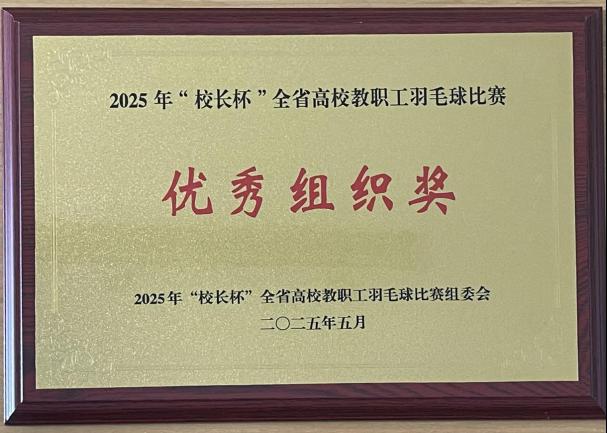 2025年“校长杯”全省高校教职工羽毛球比赛
优秀组织奖
2025年“校长杯”全省高校教职工羽毛球比赛组委会
二〇二五年五月